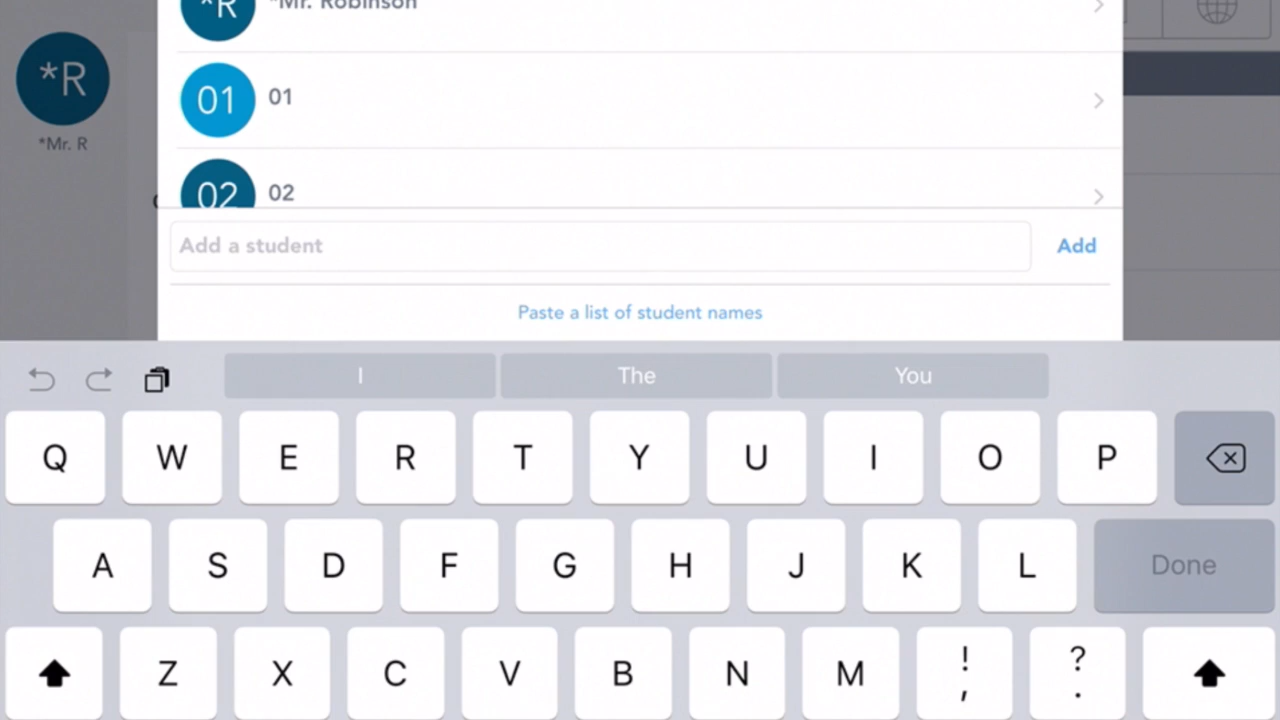 *R *Mr. Robinson
*R
*Mr. R
01 01
02 02
Add a student Add
Paste a list of student names
I The You
Q W E R T Y U I O P
A S D F G H J K L Done
Z X C V B N M ! , ? .